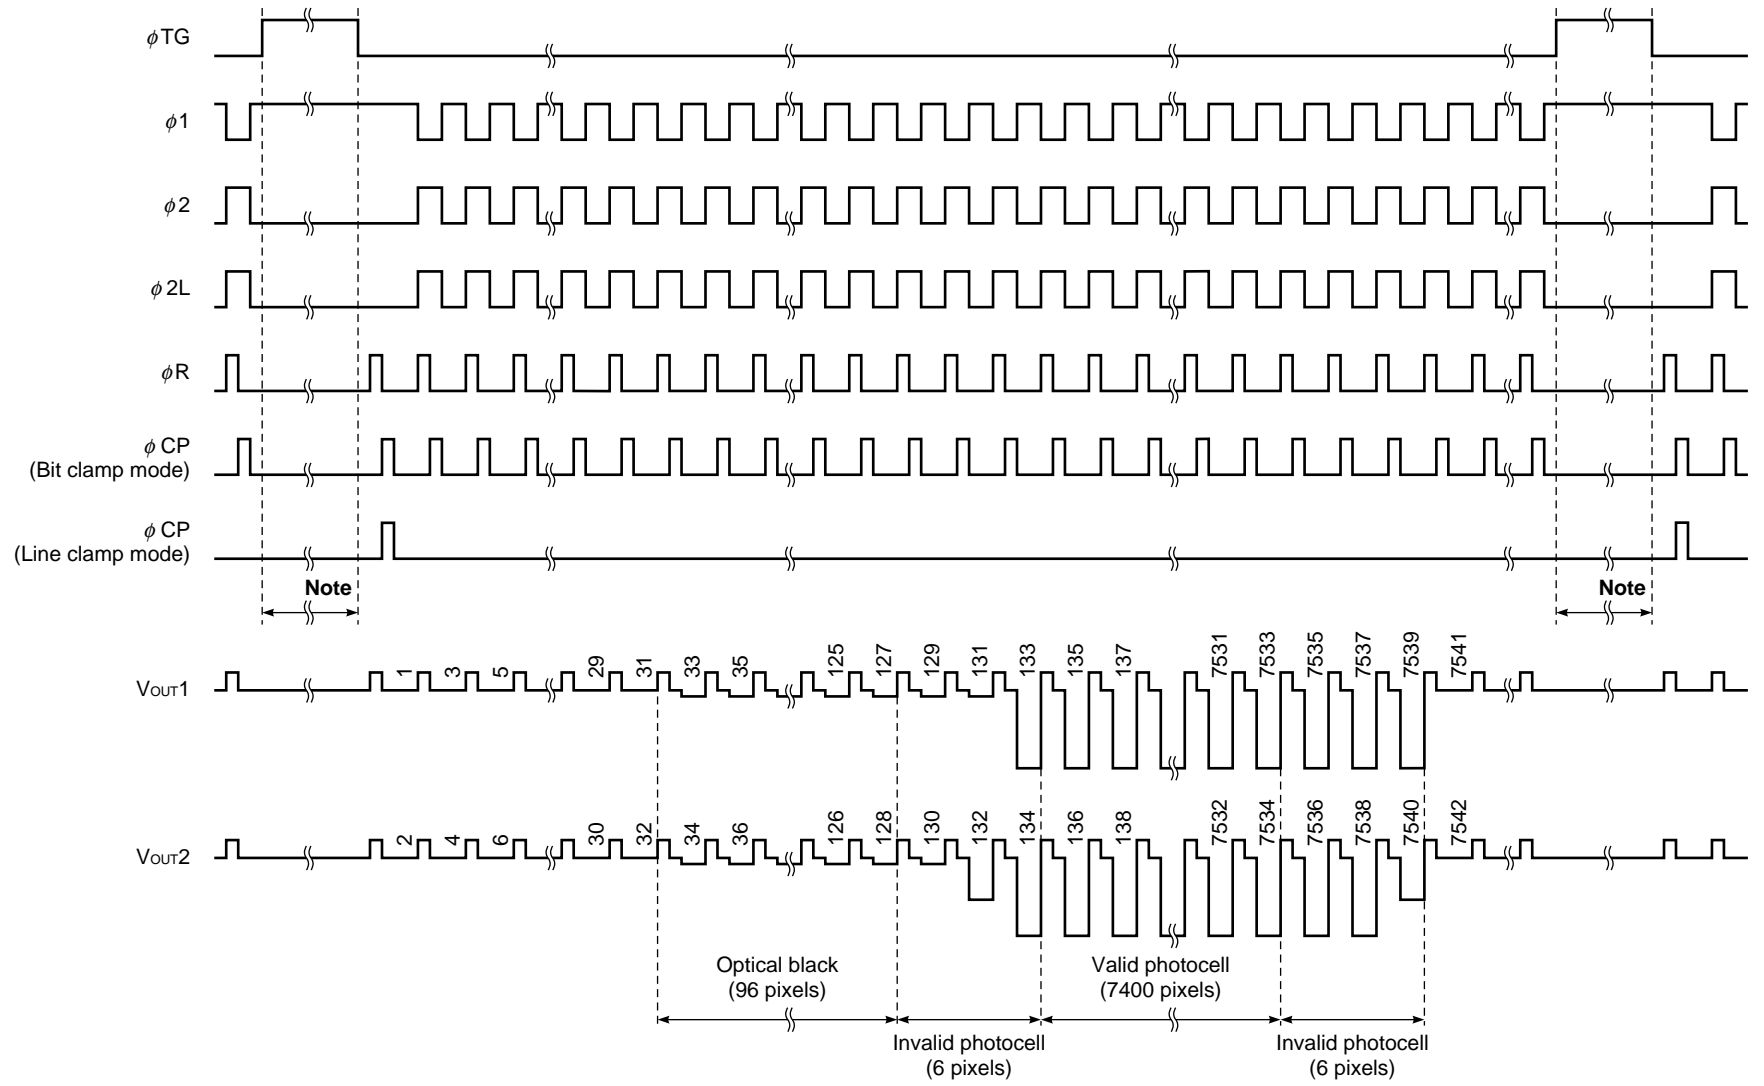 ϕTG
ϕ1
ϕ2
ϕ2L
ϕR
ϕCP
(Bit clamp mode)
ϕCP
(Line clamp mode)
Note
Note
VOUT1
1 3 5 29 31 33 35 125 127 129 131 133 135 137 7531 7533 7535 7537 7539 7541
VOUT2
2 4 6 30 32 34 36 126 128 130 132 134 136 138 7532 7534 7536 7538 7540 7542
Optical black
(96 pixels)
Valid photocell
(7400 pixels)
Invalid photocell
(6 pixels)
Invalid photocell
(6 pixels)